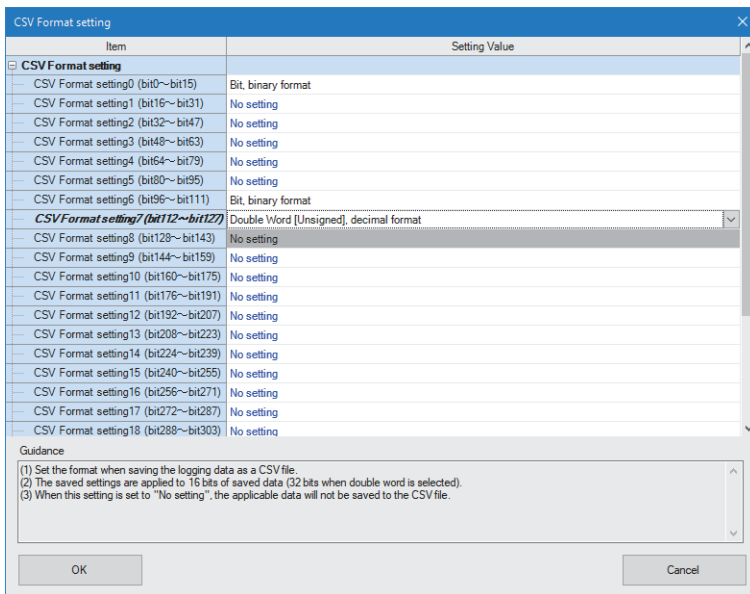 CSV Format setting
Item Setting Value
CSV Format setting
CSV Format setting0 (bit0～bit15) Bit, binary format
CSV Format setting1 (bit16～bit31) No setting
CSV Format setting2 (bit32～bit47) No setting
CSV Format setting3 (bit48～bit63) No setting
CSV Format setting4 (bit64～bit79) No setting
CSV Format setting5 (bit80～bit95) No setting
CSV Format setting6 (bit96～bit111) Bit, binary format
CSV Format setting7 (bit112～bit127) Double Word [Unsigned], decimal format
CSV Format setting8 (bit128～bit143) No setting
CSV Format setting9 (bit144～bit159) No setting
CSV Format setting10 (bit160～bit175) No setting
CSV Format setting11 (bit176～bit191) No setting
CSV Format setting12 (bit192～bit207) No setting
CSV Format setting13 (bit208～bit223) No setting
CSV Format setting14 (bit224～bit239) No setting
CSV Format setting15 (bit240～bit255) No setting
CSV Format setting16 (bit256～bit271) No setting
CSV Format setting17 (bit272～bit287) No setting
CSV Format setting18 (bit288～bit303) No setting
Guidance
(1) Set the format when saving the logging data as a CSV file.
(2) The saved settings are applied to 16 bits of saved data (32 bits when double word is selected).
(3) When this setting is set to "No setting", the applicable data will not be saved to the CSV file.
OK Cancel